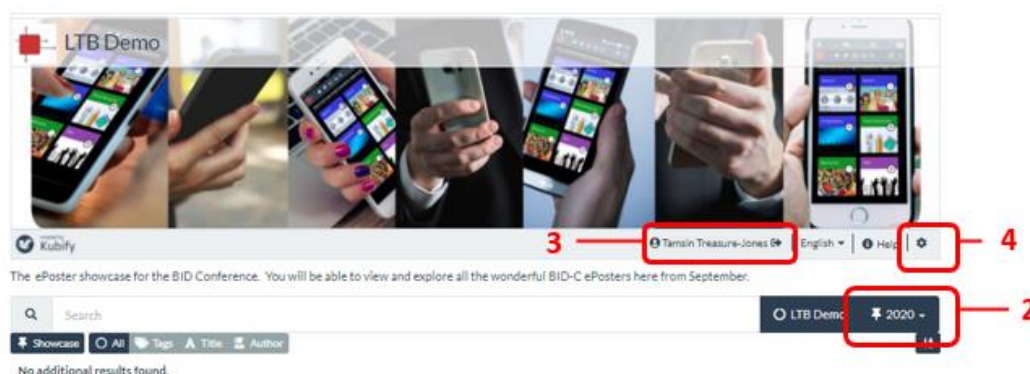 LTB Demo
Kubify
3
Tamsin Treasure-Jones
English
Help
4
The ePoster showcase for the BID Conference. You will be able to view and explore all the wonderful BID-C ePosters here from September.
Search
LTB Demo
2020
2
Showcase
All
Tags
Title
Author
No additional results found.